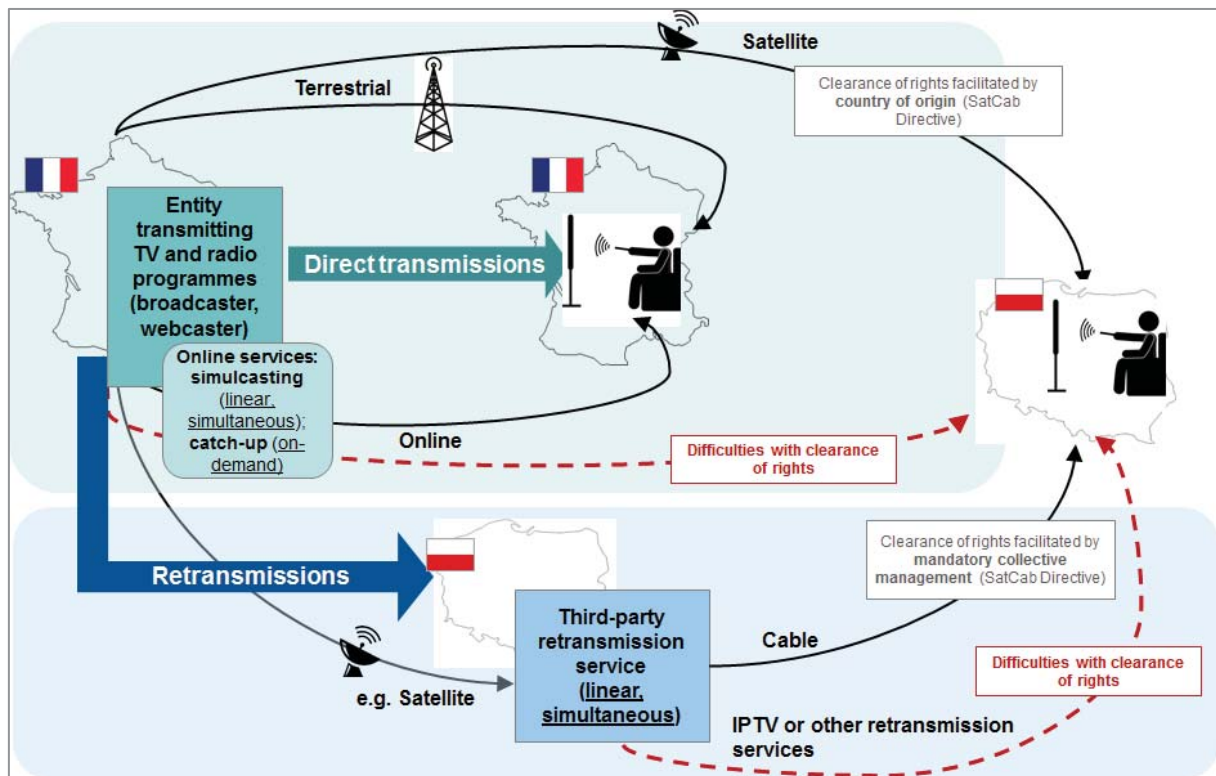 Satellite
Clearance of rights facilitated by
country of origin (SatCab
Directive)
Terrestrial
Entity
transmitting
TV and radio
programmes
(broadcaster,
webcaster)
Direct transmissions
Online services:
simulcasting
(linear,
simultaneous);
catch-up (on-
demand)
Online
Difficulties with clearance
of rights
Retransmissions
Clearance of rights facilitated by
mandatory collective
management (SatCab Directive)
Third-party
retransmission
service
(linear,
simultaneous)
Cable
Difficulties with clearance
of rights
e.g. Satellite
IPTV or other retransmission
services